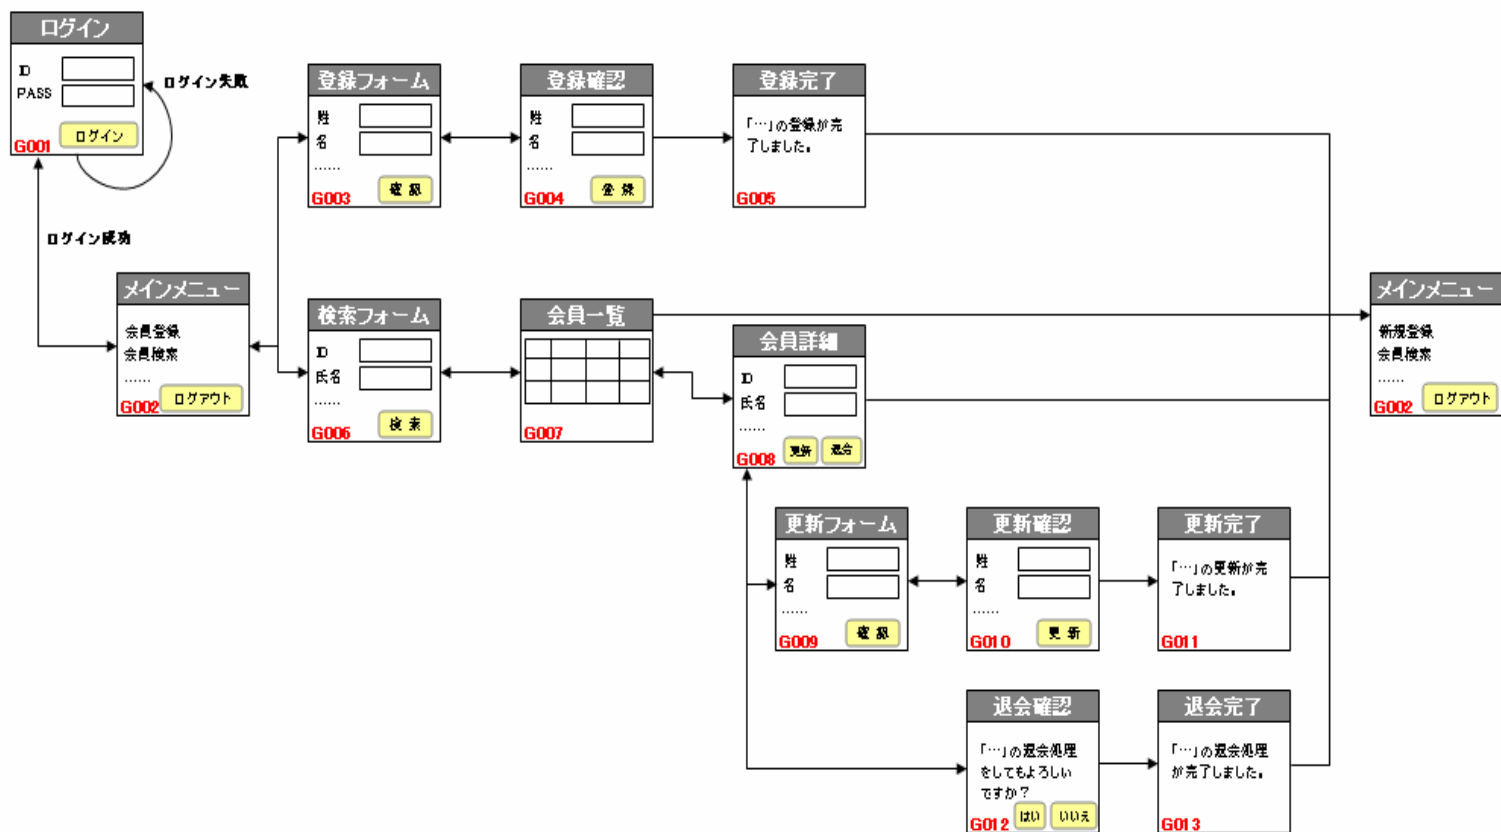 ログイン
ID
PASS
ログイン
G001
ログイン失敗
ログイン成功
メインメニュー
会員登録
会員検索
......
ログアウト
G002
登録フォーム
姓
名
......
確認
G003
登録確認
姓
名
......
登録
G004
登録完了
「…」の登録が完
了しました。
G005
検索フォーム
ID
氏名
......
検索
G006
会員一覧
G007
会員詳細
ID
氏名
......
更新 退会
G008
メインメニュー
新規登録
会員検索
......
ログアウト
G002
更新フォーム
姓
名
......
確認
G009
更新確認
姓
名
......
更新
G010
更新完了
「…」の更新が完
了しました。
G011
退会確認
「…」の退会処理
をしてもよろしい
ですか？
はい いいえ
G012
退会完了
「…」の退会処理
が完了しました。
G013